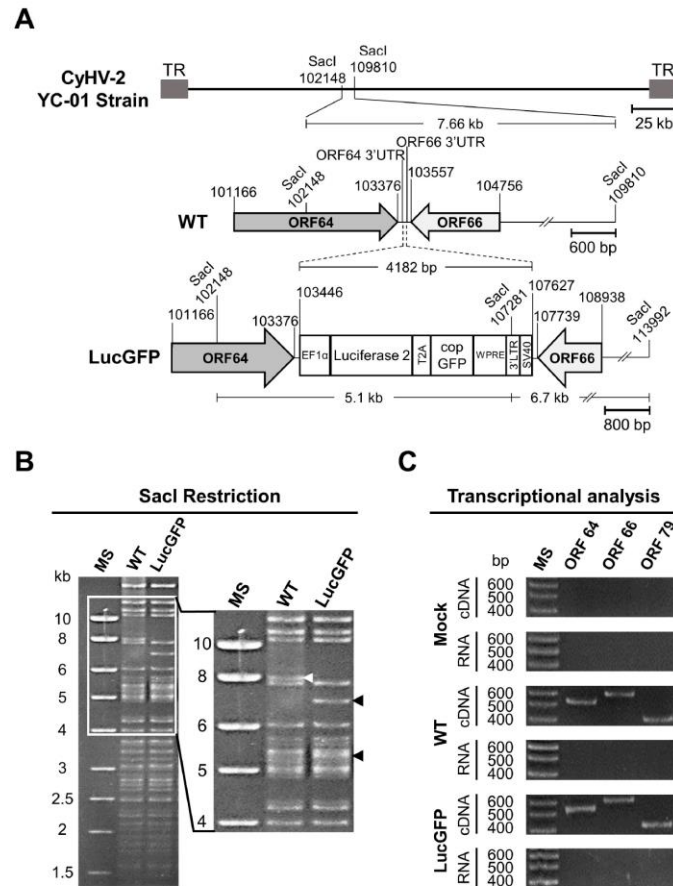 A
CyHV-2
YC-01 Strain
TR
SacI
102148
SacI
109810
TR
25 kb
7.66 kb
ORF66 3'UTR
ORF64 3'UTR
WT
101166
SacI
102148
103376
103557
104756
SacI
109810
ORF64
ORF66
600 bp
4182 bp
LucGFP
101166
SacI
102148
103376
103446
SacI
107281
107627
107739
108938
SacI
113992
ORF64
EF1α
Luciferase 2
T2A
cop
GFP
WPRE
3'LTR
SV40
ORF66
5.1 kb
6.7 kb
800 bp
B
SacI Restriction
kb
MS
WT
LucGFP
10
8
6
5
4
3
2.5
2
1.5
MS
WT
LucGFP
10
8
6
5
4
C
Transcriptional analysis
bp
MS
ORF 64
ORF 66
ORF 79
Mock
cDNA
600
500
400
RNA
600
500
400
WT
cDNA
600
500
400
RNA
600
500
400
LucGFP
cDNA
600
500
400
RNA
600
500
400